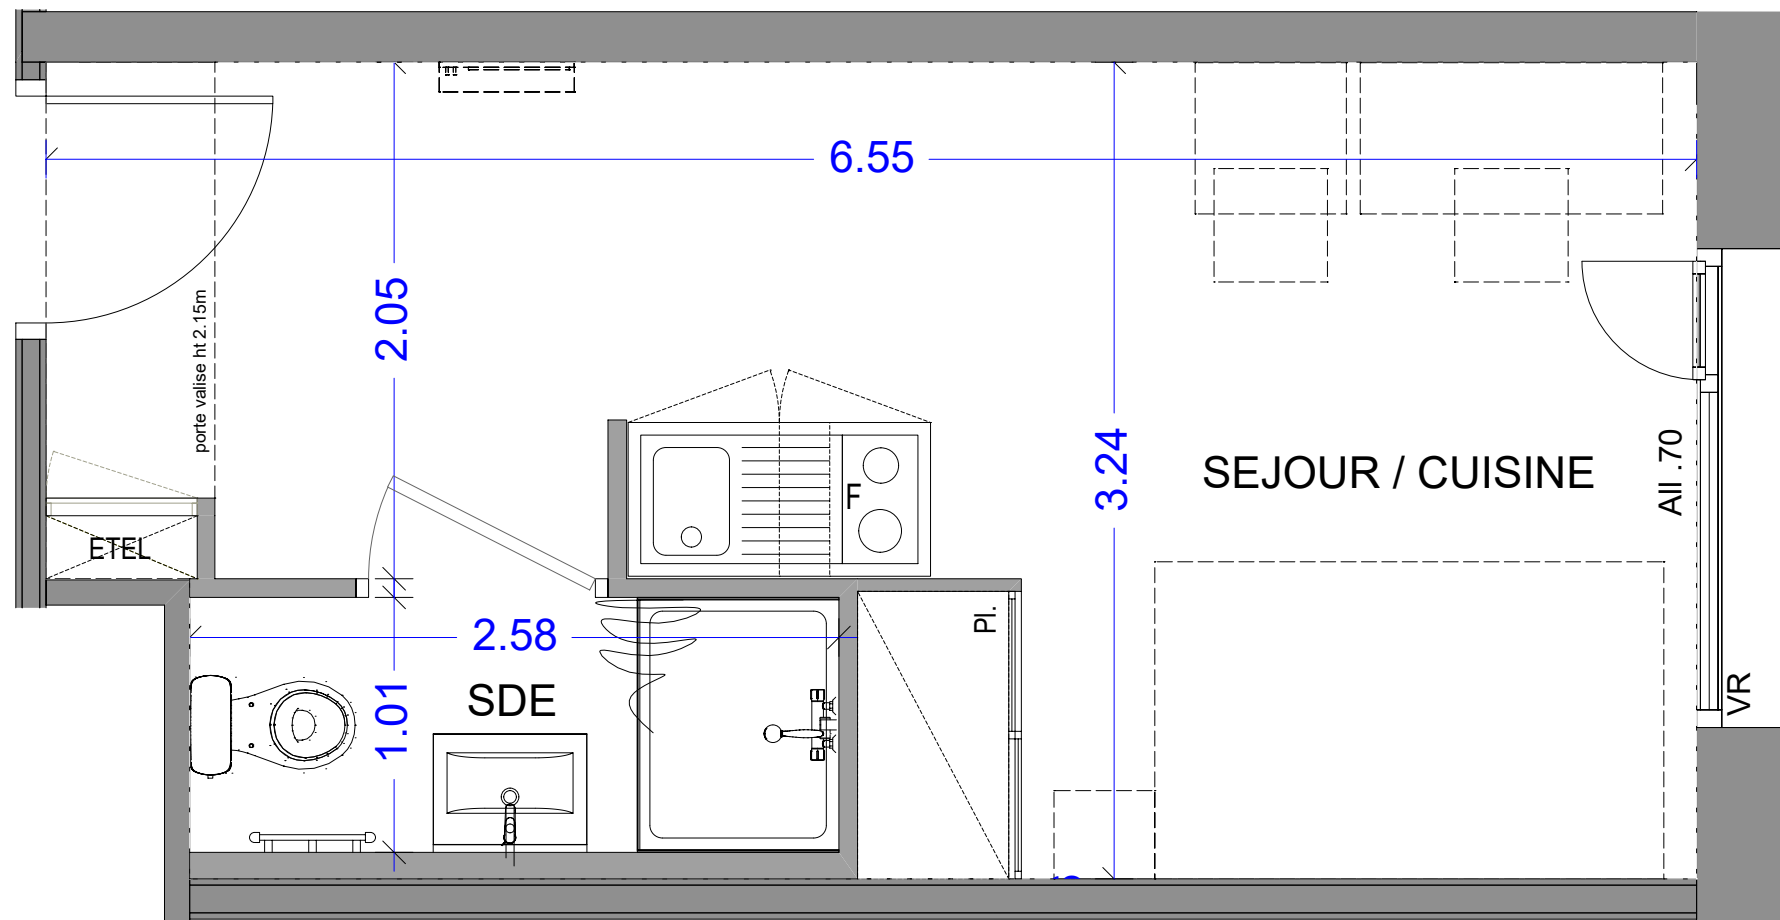 6.55
2.05
porte valise ht 2.15m
3.24
SEJOUR / CUISINE
All .70
F
ETEL
Pl.
2.58
SDE
1.01
VR